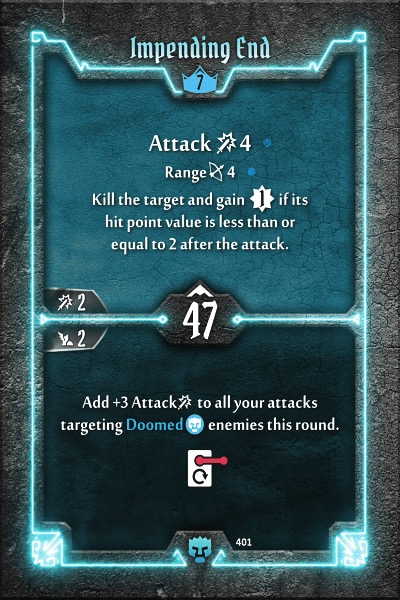 Impending End
7
Attack 4
Range 4
Kill the target and gain 1 if its
hit point value is less than or
equal to 2 after the attack.
2
47
2
Add +3 Attack to all your attacks
targeting Doomed enemies this round.
401